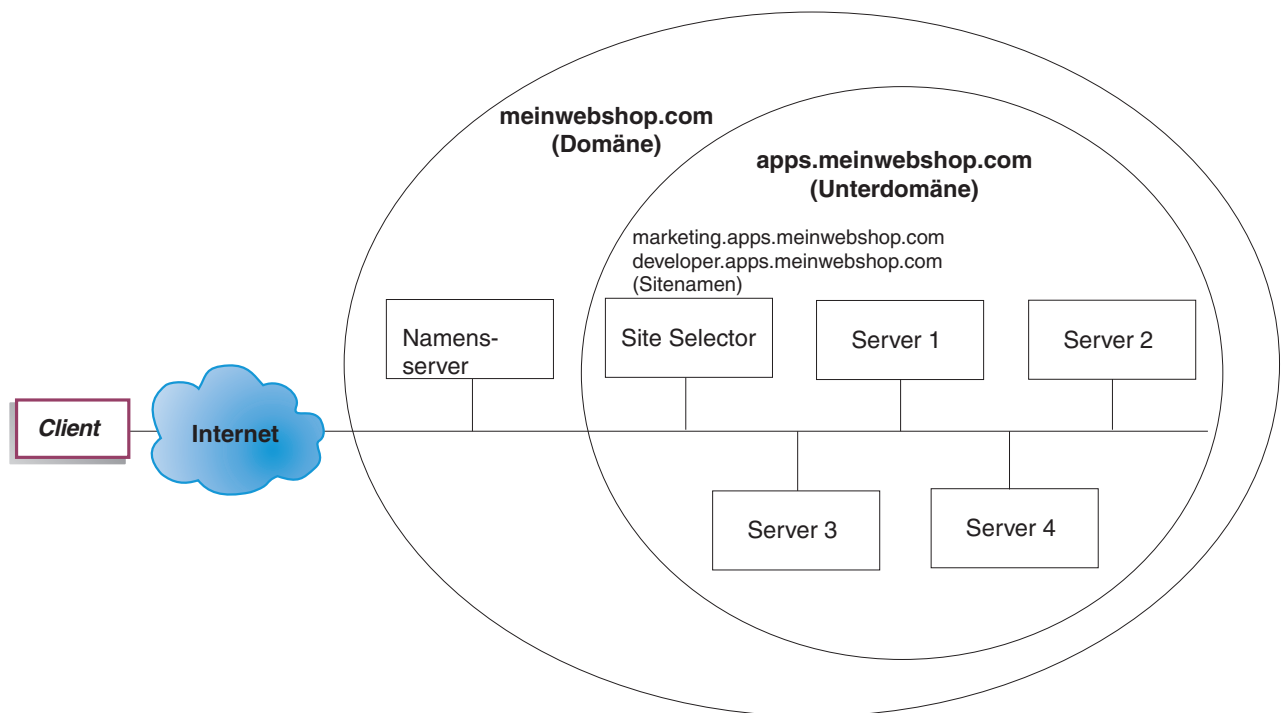 meinwebshop.com
(Domäne)
apps.meinwebshop.com
(Unterdomäne)
marketing.apps.meinwebshop.com
developer.apps.meinwebshop.com
(Sitenamen)
Namens-
server
Site Selector
Server 1
Server 2
Client
Internet
Server 3
Server 4